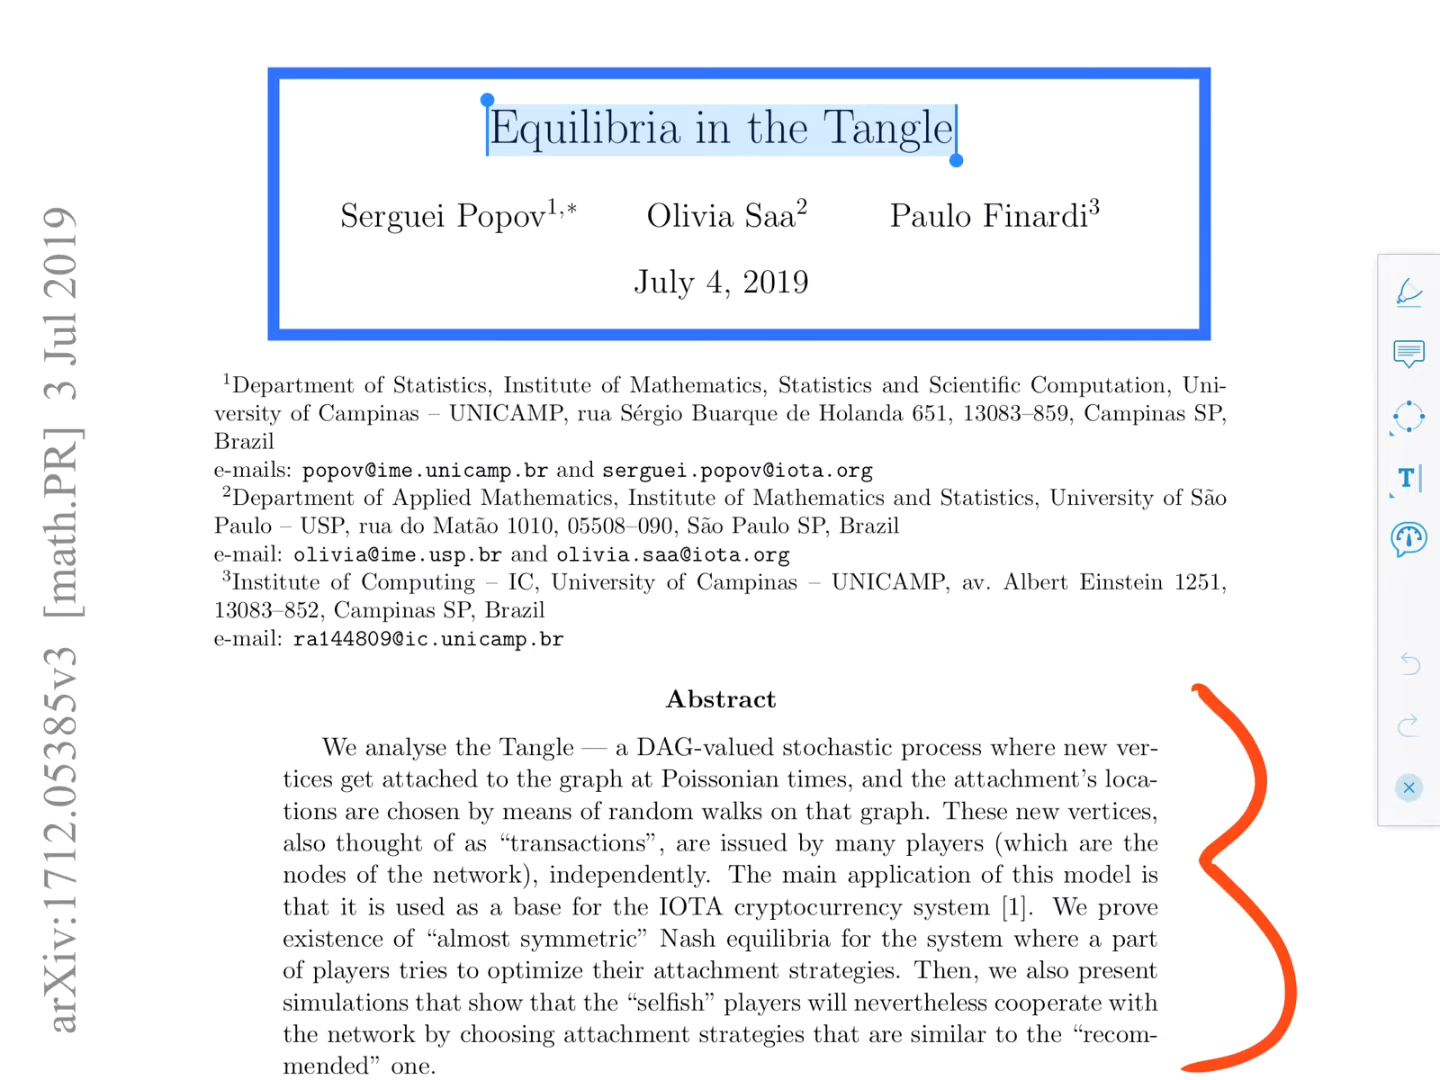 Equilibria in the Tangle
Serguei Popov1,* Olivia Saa2 Paulo Finardi3
July 4, 2019
1Department of Statistics, Institute of Mathematics, Statistics and Scientific Computation, Uni-
versity of Campinas – UNICAMP, rua Sérgio Buarque de Holanda 651, 13083–859, Campinas SP,
Brazil
e-mails: popov@ime.unicamp.br and serguei.popov@iota.org
2Department of Applied Mathematics, Institute of Mathematics and Statistics, University of São
Paulo – USP, rua do Matão 1010, 05508–090, São Paulo SP, Brazil
e-mail: olivia@ime.usp.br and olivia.saa@iota.org
3Institute of Computing – IC, University of Campinas – UNICAMP, av. Albert Einstein 1251,
13083–852, Campinas SP, Brazil
e-mail: ra144809@ic.unicamp.br
Abstract
We analyse the Tangle — a DAG-valued stochastic process where new ver-
tices get attached to the graph at Poissonian times, and the attachment's loca-
tions are chosen by means of random walks on that graph. These new vertices,
also thought of as “transactions”, are issued by many players (which are the
nodes of the network), independently. The main application of this model is
that it is used as a base for the IOTA cryptocurrency system [1]. We prove
existence of “almost symmetric” Nash equilibria for the system where a part
of players tries to optimize their attachment strategies. Then, we also present
simulations that show that the “selfish” players will nevertheless cooperate with
the network by choosing attachment strategies that are similar to the “recom-
mended” one.
arXiv:1712.05385v3 [math.PR] 3 Jul 2019
T